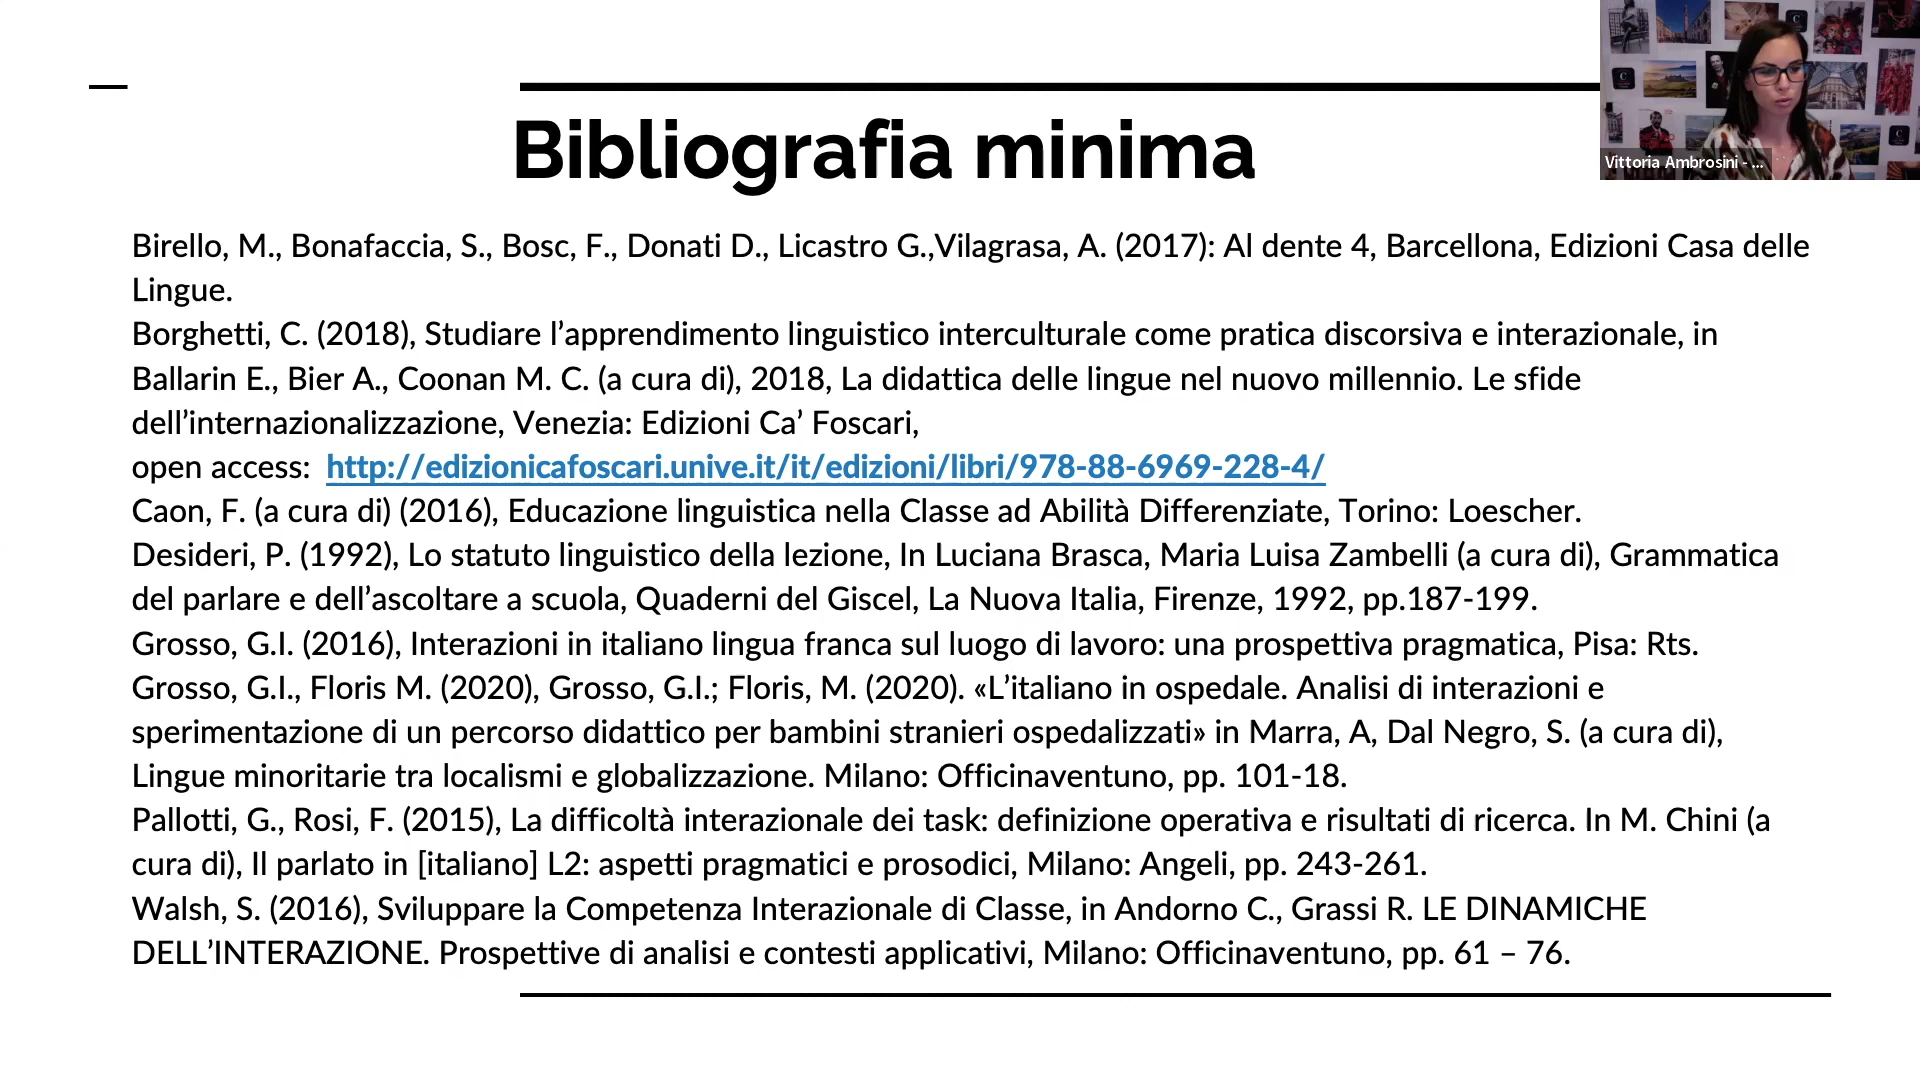 Bibliografia minima
Vittoria Ambrosini - ...
Birello, M., Bonafaccia, S., Bosc, F., Donati D., Licastro G.,Vilagrasa, A. (2017): Al dente 4, Barcellona, Edizioni Casa delle
Lingue.
Borghetti, C. (2018), Studiare l’apprendimento linguistico interculturale come pratica discorsiva e interazionale, in
Ballarin E., Bier A., Coonan M. C. (a cura di), 2018, La didattica delle lingue nel nuovo millennio. Le sfide
dell’internazionalizzazione, Venezia: Edizioni Ca’ Foscari,
open access: http://edizionicafoscari.unive.it/it/edizioni/libri/978-88-6969-228-4/
Caon, F. (a cura di) (2016), Educazione linguistica nella Classe ad Abilità Differenziate, Torino: Loescher.
Desideri, P. (1992), Lo statuto linguistico della lezione, In Luciana Brasca, Maria Luisa Zambelli (a cura di), Grammatica
del parlare e dell’ascoltare a scuola, Quaderni del Giscel, La Nuova Italia, Firenze, 1992, pp.187-199.
Grosso, G.I. (2016), Interazioni in italiano lingua franca sul luogo di lavoro: una prospettiva pragmatica, Pisa: Rts.
Grosso, G.I., Floris M. (2020), Grosso, G.I.; Floris, M. (2020). «L’italiano in ospedale. Analisi di interazioni e
sperimentazione di un percorso didattico per bambini stranieri ospedalizzati» in Marra, A, Dal Negro, S. (a cura di),
Lingue minoritarie tra localismi e globalizzazione. Milano: Officinaventuno, pp. 101-18.
Pallotti, G., Rosi, F. (2015), La difficoltà interazionale dei task: definizione operativa e risultati di ricerca. In M. Chini (a
cura di), Il parlato in [italiano] L2: aspetti pragmatici e prosodici, Milano: Angeli, pp. 243-261.
Walsh, S. (2016), Sviluppare la Competenza Interazionale di Classe, in Andorno C., Grassi R. LE DINAMICHE
DELL’INTERAZIONE. Prospettive di analisi e contesti applicativi, Milano: Officinaventuno, pp. 61 – 76.